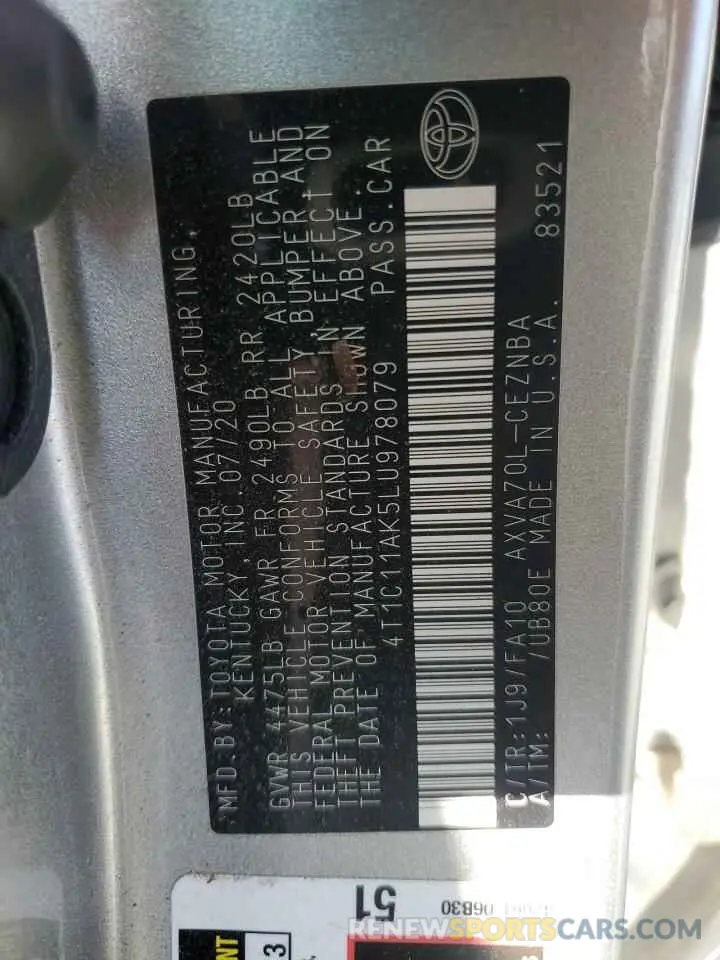 MFD.BY:TOYOTA MOTOR MANUFACTURING,
KENTUCKY, INC.07/20
GVWR 4475LB GAWR FR 2490LB RR 2420LB
THIS VEHICLE CONFORMS TO ALL APPLICABLE
FEDERAL MOTOR VEHICLE SAFETY BUMPER AND
THEFT PREVENTION STANDARDS IN EFFECT ON
THE DATE OF MANUFACTURE SHOWN ABOVE.
4T1C11AK5LU978079 PASS.CAR
C/TR:1J9/FA10 AXVA70L-CEZNBA
A/TM: /UB80E MADE IN U.S.A. 83521
51
06B30
3
RENEWSPORTSCARS.COM